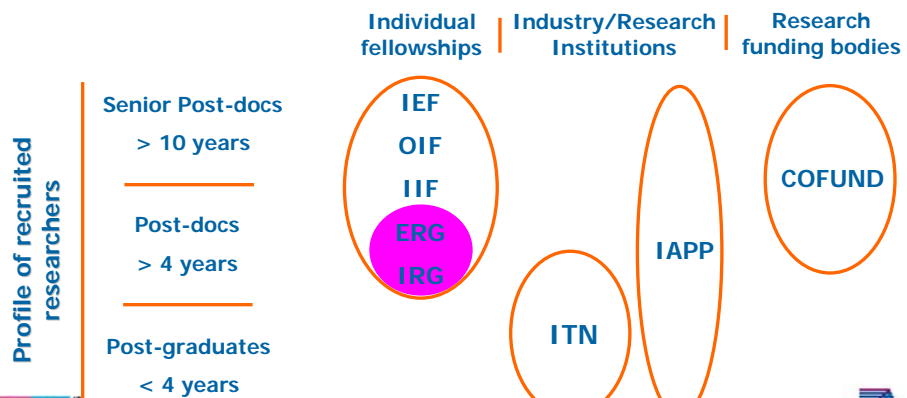 Individual
fellowships
Industry/Research
Institutions
Research
funding bodies
Profile of recruited
researchers
Senior Post-docs
> 10 years
Post-docs
> 4 years
Post-graduates
< 4 years
IEF
OIF
IIF
ERG
IRG
ITN
IAPP
COFUND